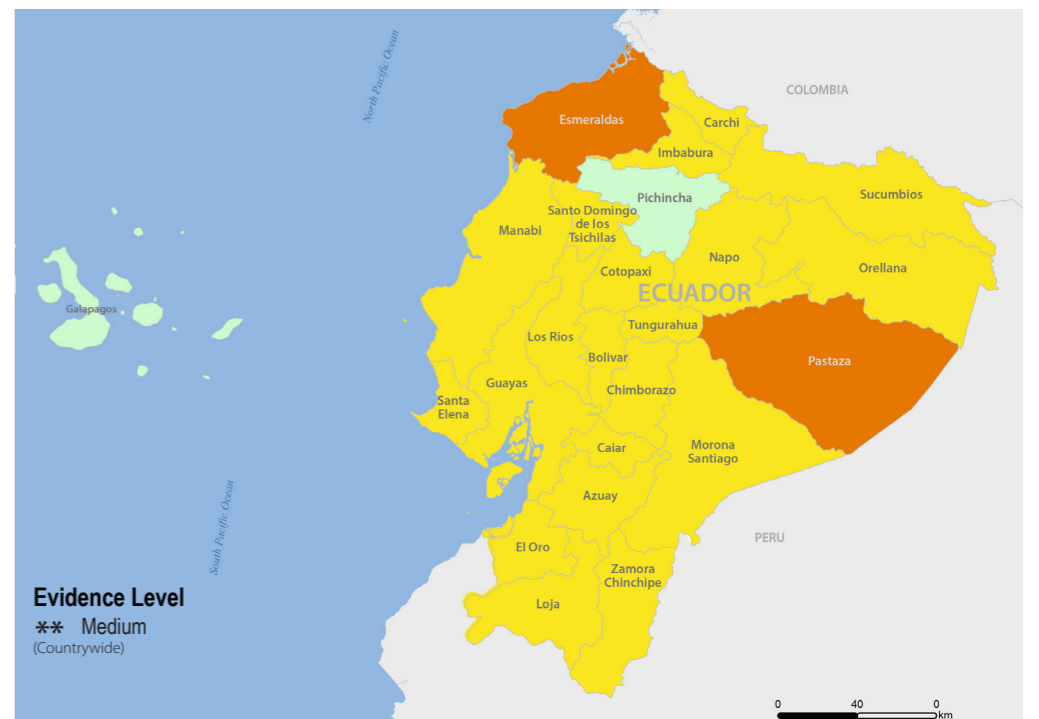 North Pacific Ocean
COLOMBIA
Esmeraldas
Carchi
Imbabura
Sucumbios
Pichincha
Santo Domingo
de los
Tsichilas
Manabi
Napo
Orellana
Cotopaxi
ECUADOR
Galapagos
Tungurahua
Los Rios
Bolivar
Pastaza
Guayas
Chimborazo
Santa
Elena
Morona
Santiago
Caiar
Azuay
South Pacific Ocean
PERU
El Oro
Zamora
Chinchipe
Loja
Evidence Level
** Medium
(Countrywide)
0 40 0
km